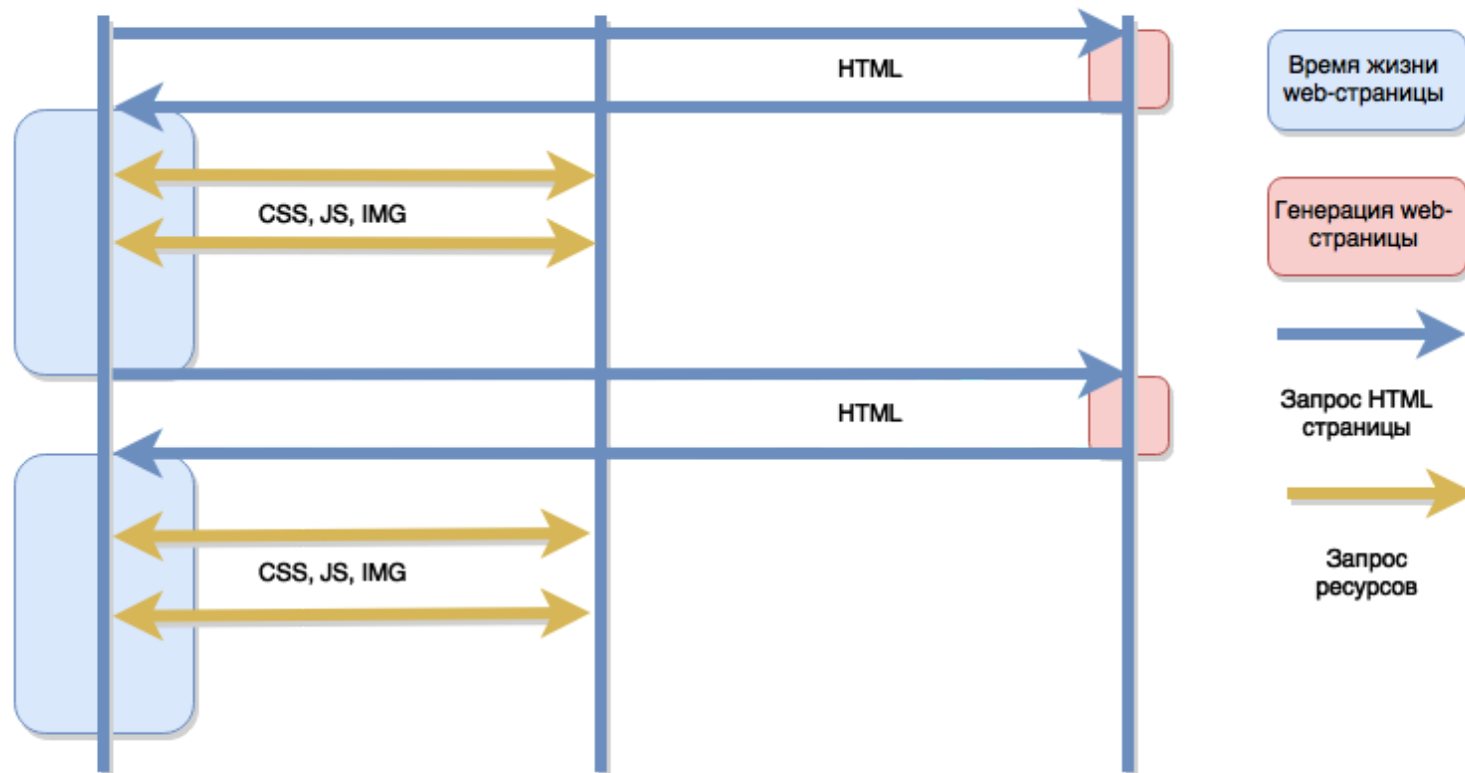 HTML
CSS, JS, IMG
HTML
CSS, JS, IMG
Время жизни
web-страницы
Генерация web-
страницы
Запрос HTML
страницы
Запрос
ресурсов